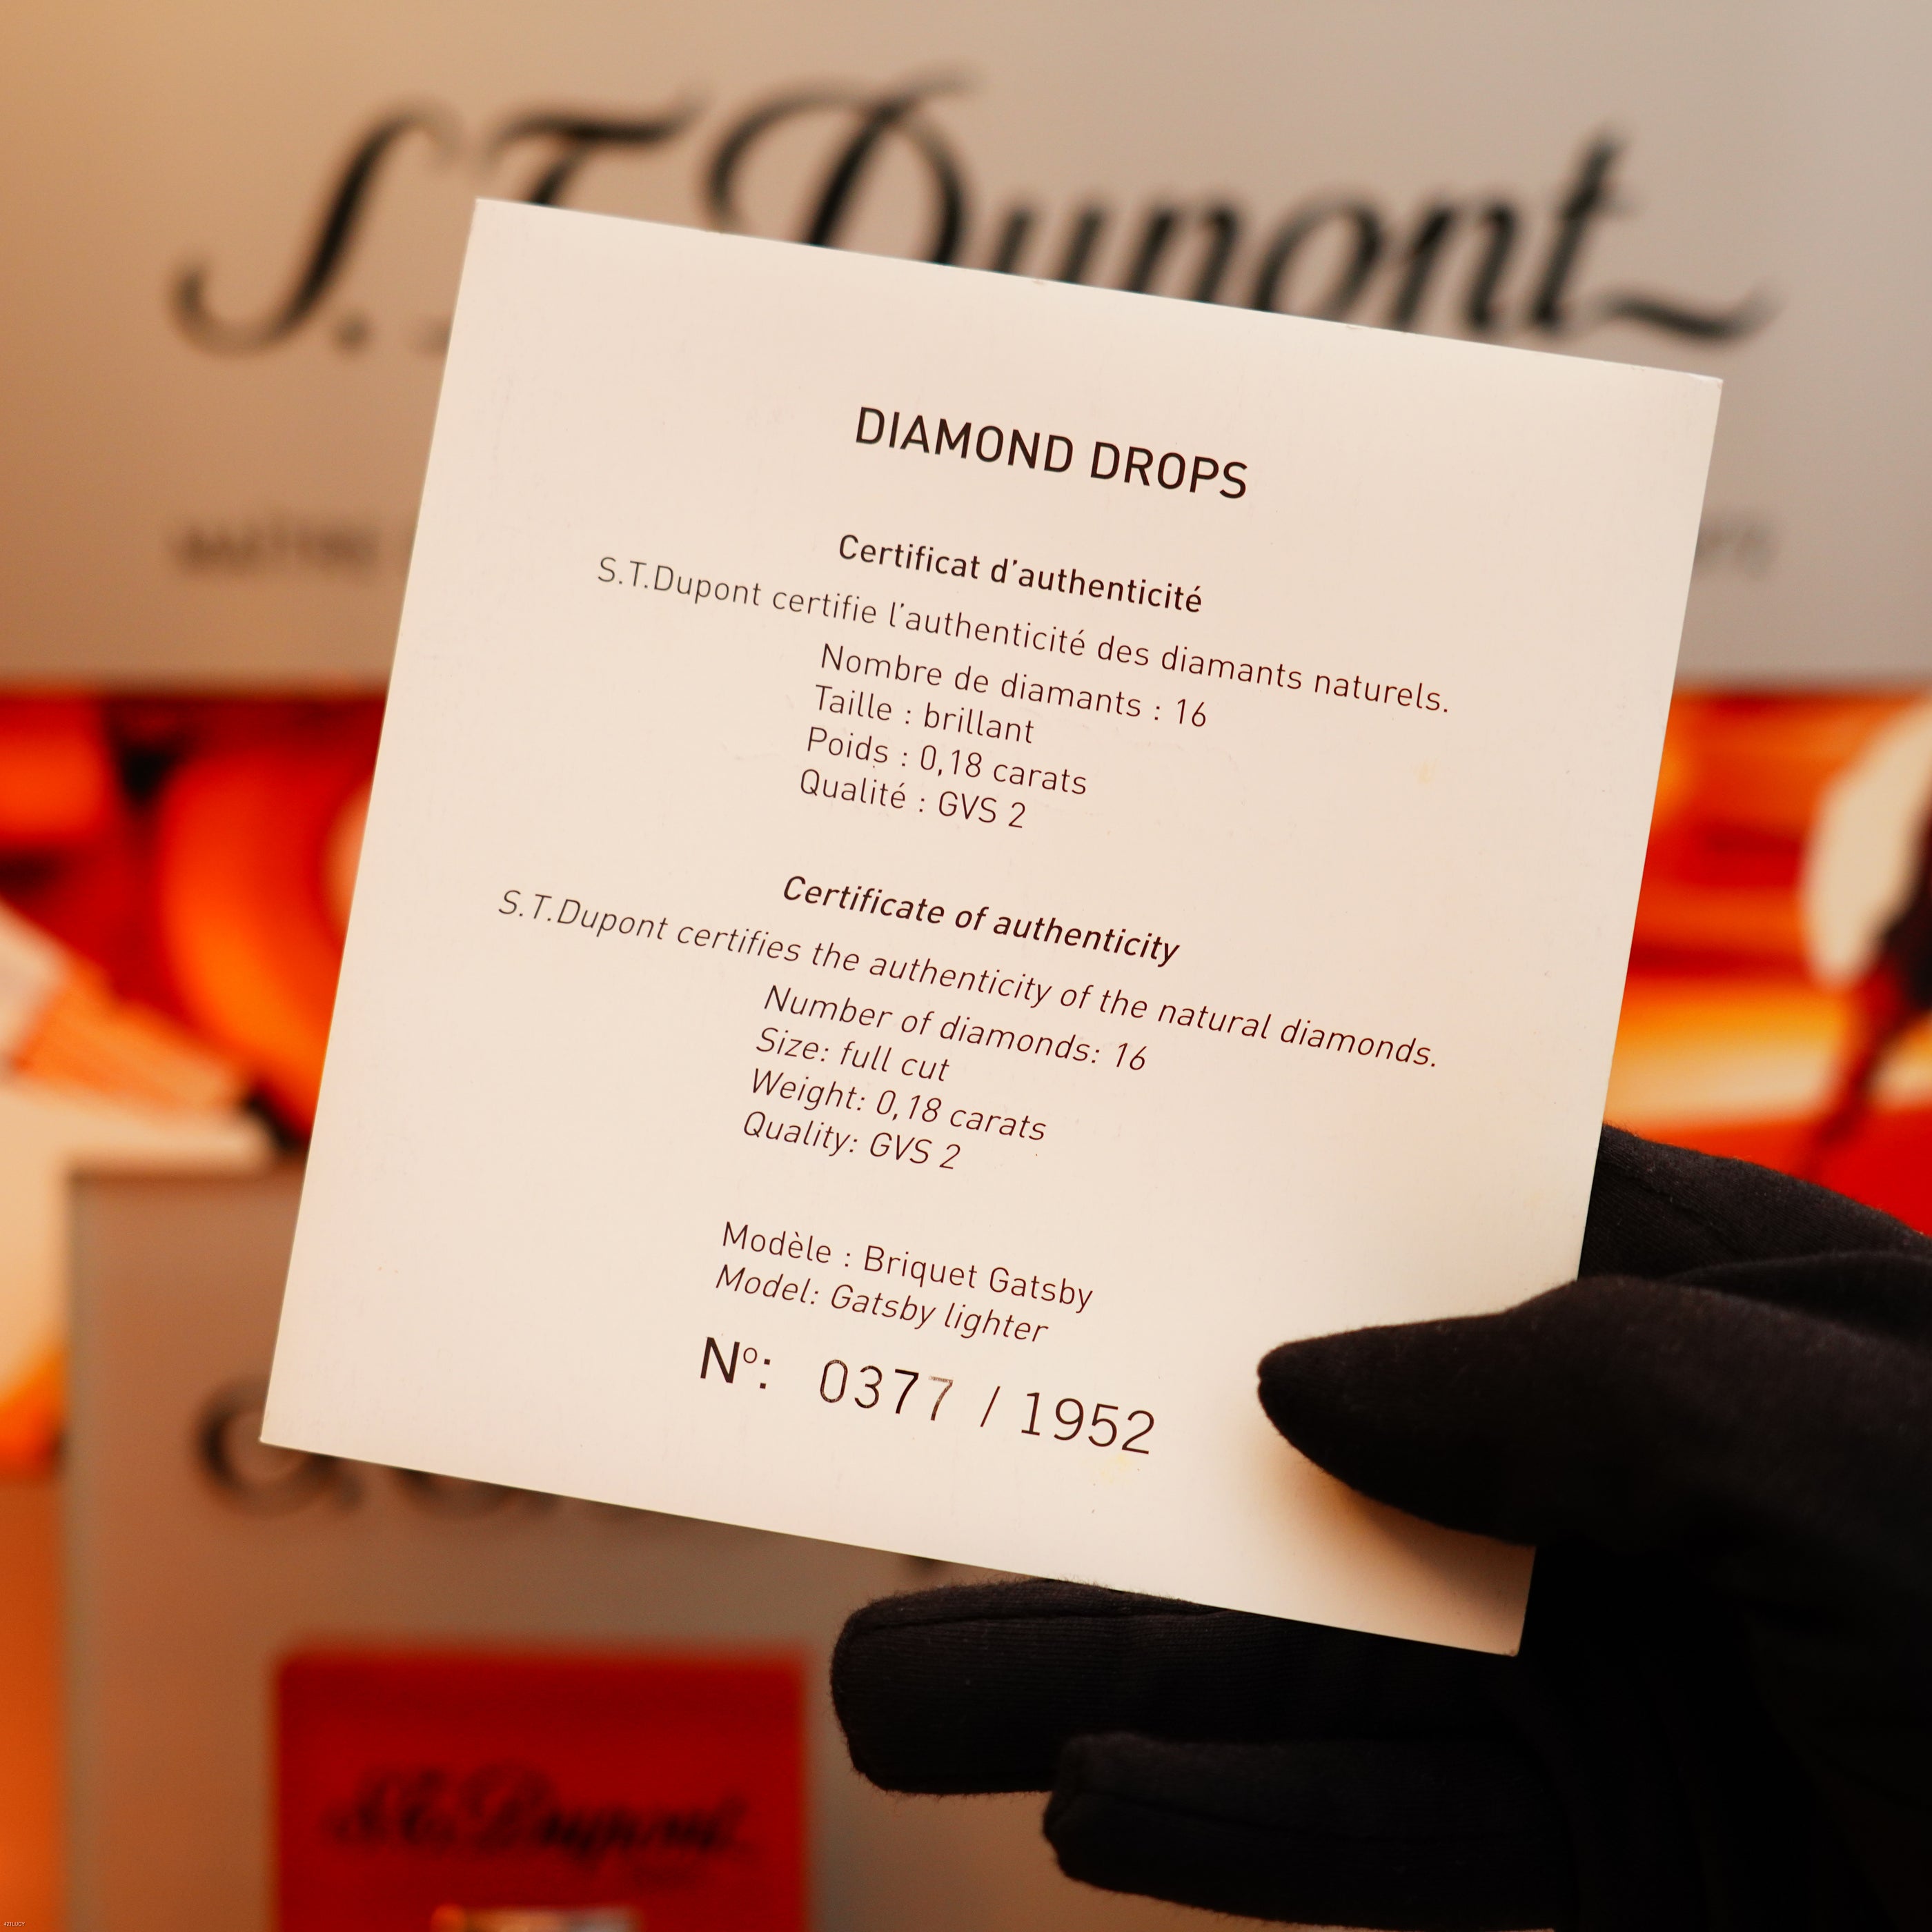 S.T. Dupont
DIAMOND DROPS
Certificat d'authenticité
S.T.Dupont certifie l'authenticité des diamants naturels.
Nombre de diamants : 16
Taille : brillant
Poids : 0,18 carats
Qualité : GVS 2
Certificate of authenticity
S.T.Dupont certifies the authenticity of the natural diamonds.
Number of diamonds: 16
Size: full cut
Weight: 0,18 carats
Quality: GVS 2
Modèle : Briquet Gatsby
Model: Gatsby lighter
Nº: 0377 / 1952
S.T. Dupont